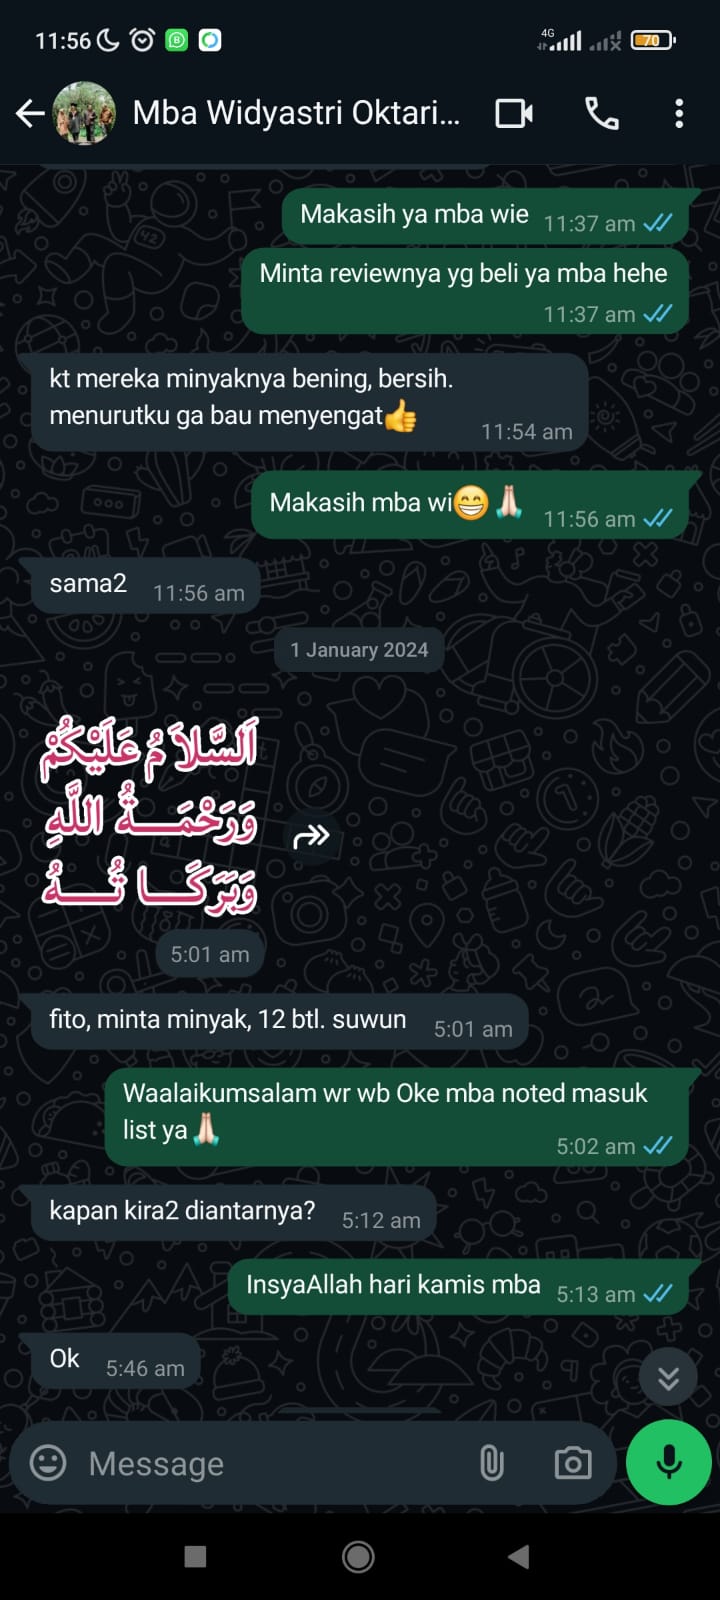 11:56
4G
70
Mba Widyastri Oktari...
Makasih ya mba wie 11:37 am
Minta reviewnya yg beli ya mba hehe
11:37 am
kt mereka minyaknya bening, bersih.
menurutku ga bau menyengat👍 11:54 am
Makasih mba wi😁🙏🏻 11:56 am
sama2 11:56 am
1 January 2024
اَلسَّلاَمُ عَلَيْكُمْ
وَرَحْمَـــةُ اللَّهِ
وَبَرَكَـــا تُـــهُ
5:01 am
fito, minta minyak, 12 btl. suwun 5:01 am
Waalaikumsalam wr wb Oke mba noted masuk
list ya🙏🏻 5:02 am
kapan kira2 diantarnya? 5:12 am
InsyaAllah hari kamis mba 5:13 am
Ok 5:46 am
Message